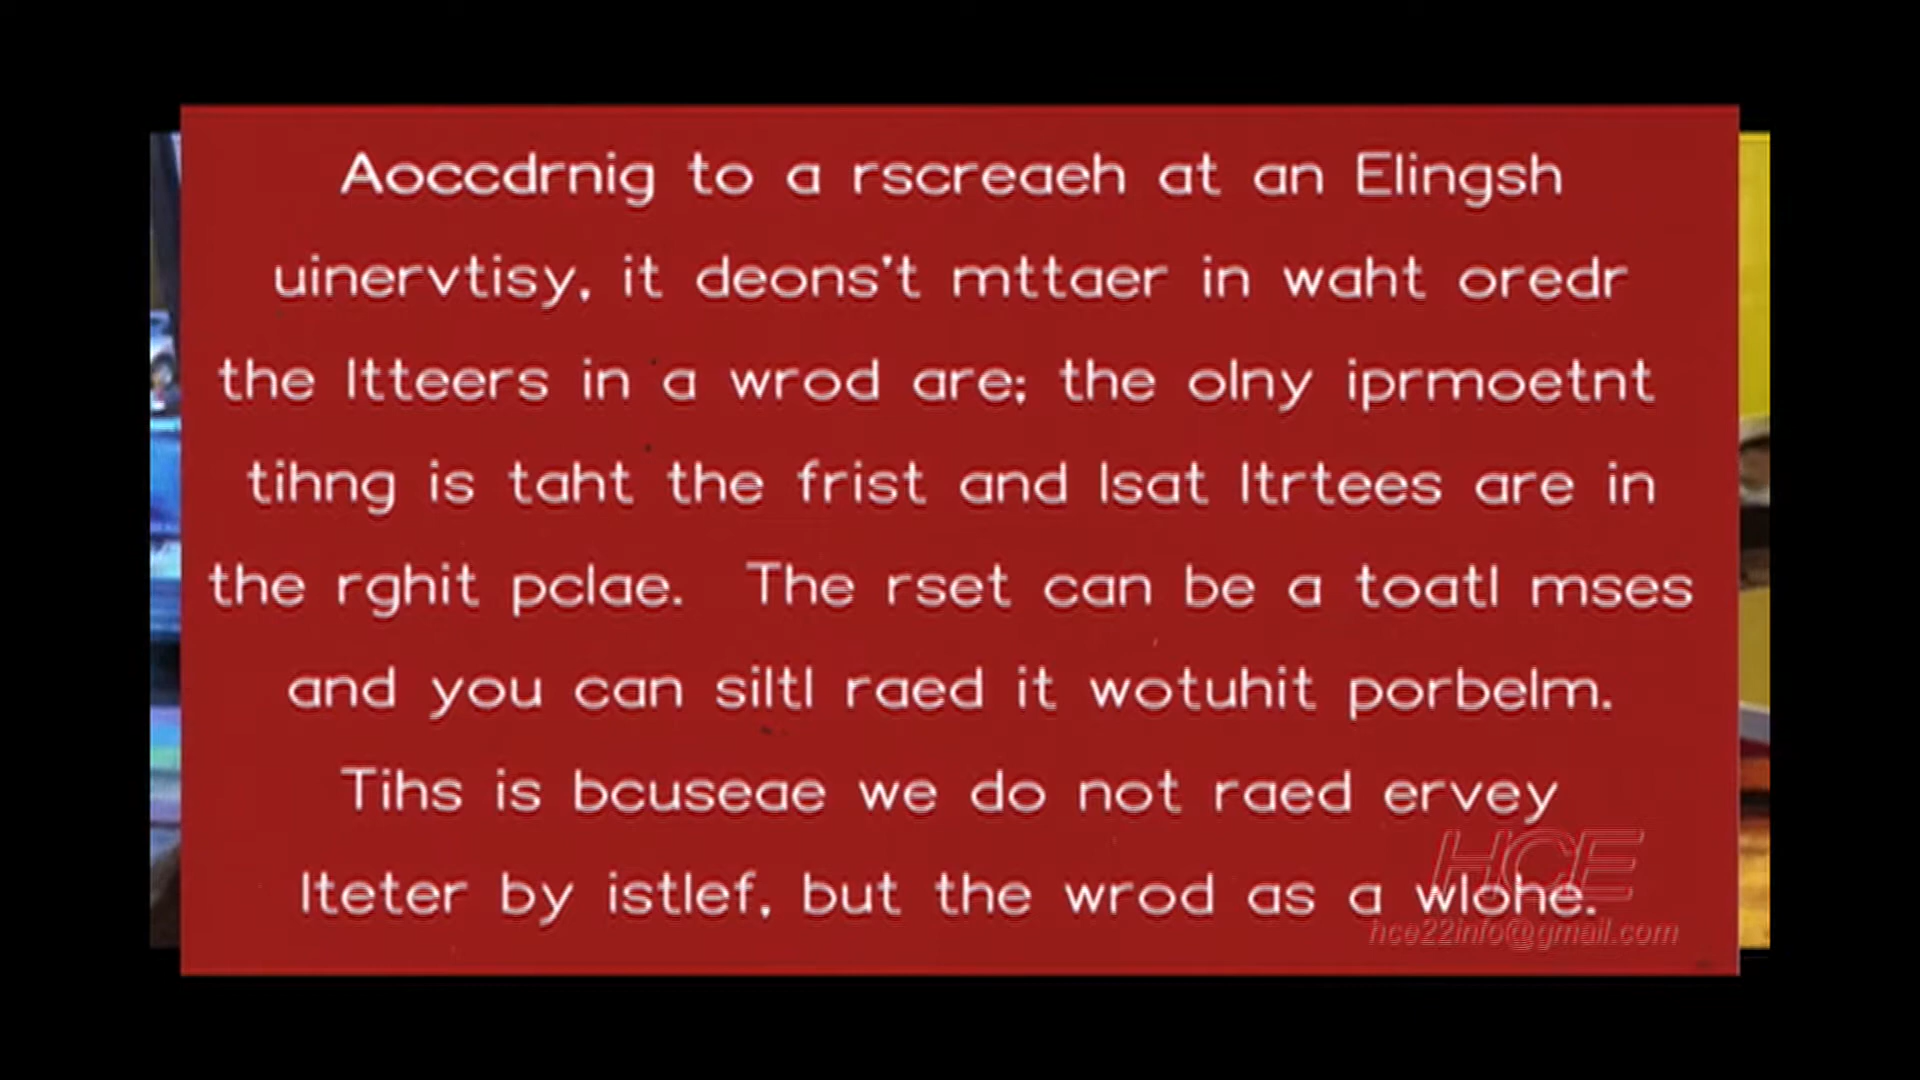 Aoccdrnig to a rscreaeh at an Elingsh
uinervtisy, it deons't mttaer in waht oredr
the ltteers in a wrod are; the olny iprmoetnt
tihng is taht the frist and lsat ltrtees are in
the rghit pclae. The rset can be a toatl mses
and you can siltl raed it wotuhit porbelm.
Tihs is bcuseae we do not raed ervey
lteter by istlef, but the wrod as a wlohe.
HCE
hce22info@gmail.com